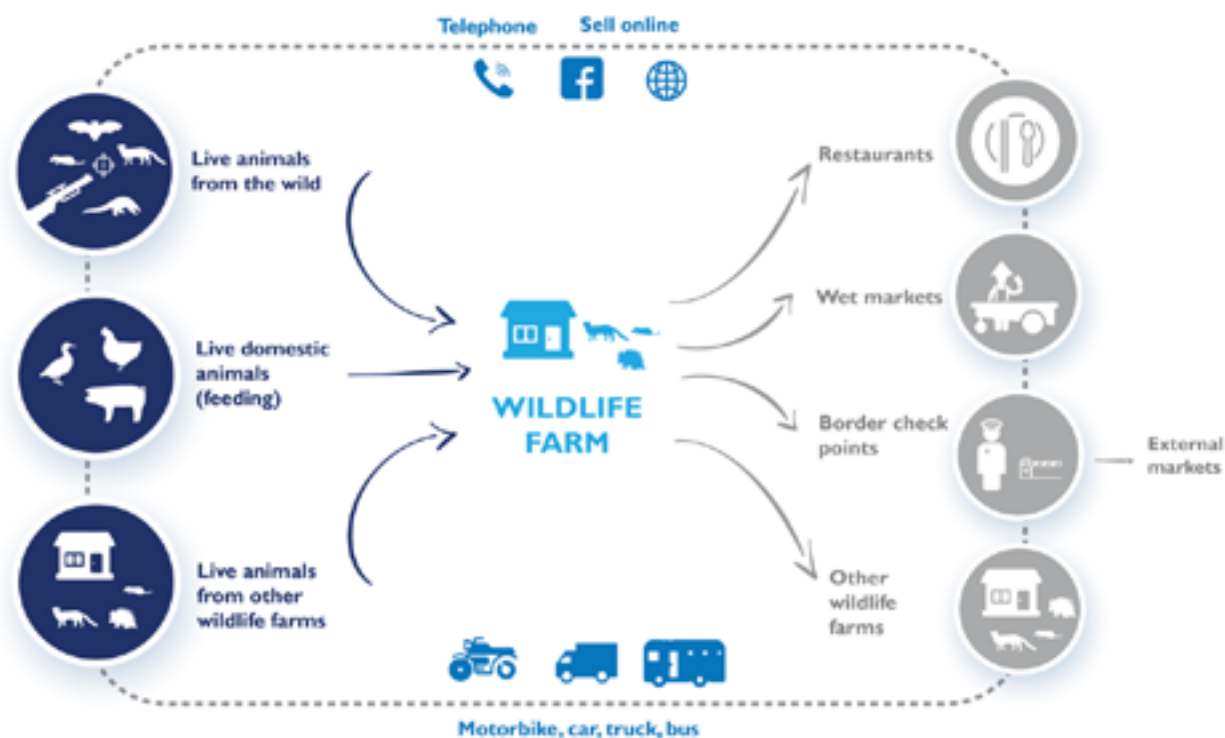 Telephone
Sell online
Live animals
from the wild
Live domestic
animals
(feeding)
Live animals
from other
wildlife farms
WILDLIFE
FARM
Restaurants
Wet markets
Border check
points
External
markets
Other
wildlife
farms
Motorbike, car, truck, bus